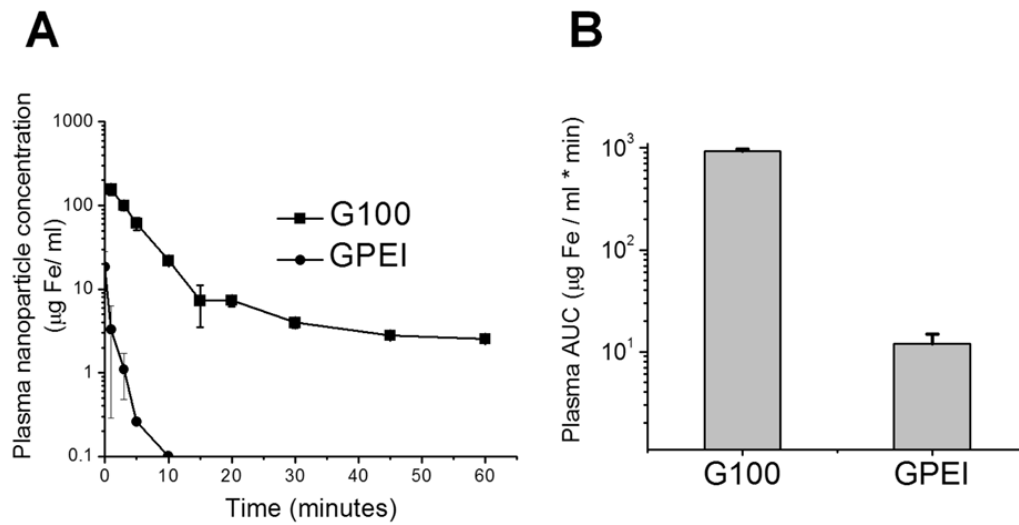 A
Plasma nanoparticle concentration
(µg Fe/ ml)
1000
100
10
1
0.1
0 10 20 30 40 50 60
Time (minutes)
G100
GPEI
B
Plasma AUC (µg Fe / ml * min)
10³
10²
10¹
G100 GPEI